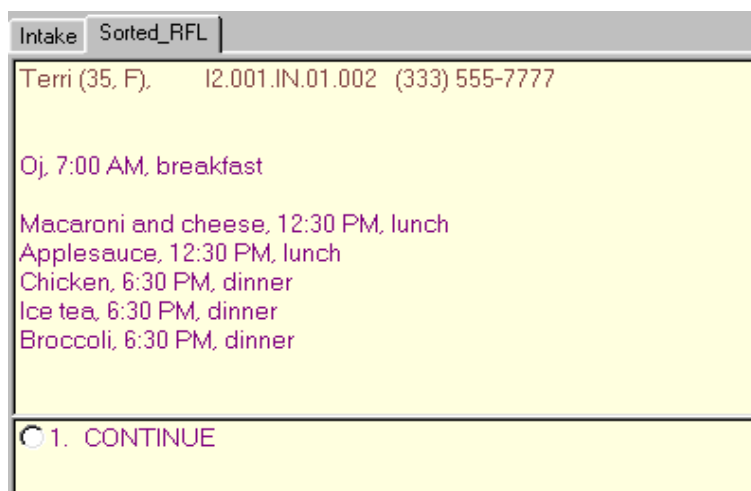 Intake Sorted_RFL
Terri (35, F), I2.001.IN.01.002 (333) 555-7777
Oj, 7:00 AM, breakfast
Macaroni and cheese, 12:30 PM, lunch
Applesauce, 12:30 PM, lunch
Chicken, 6:30 PM, dinner
Ice tea, 6:30 PM, dinner
Broccoli, 6:30 PM, dinner
1. CONTINUE